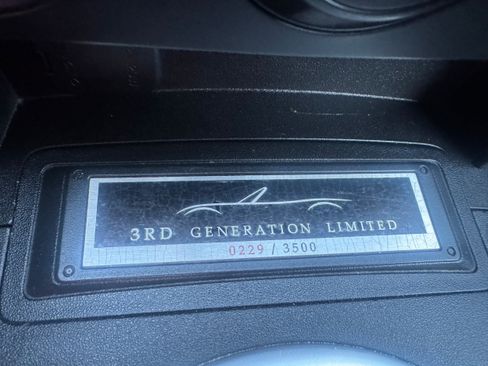 3RD GENERATION LIMITED
0229 / 3500